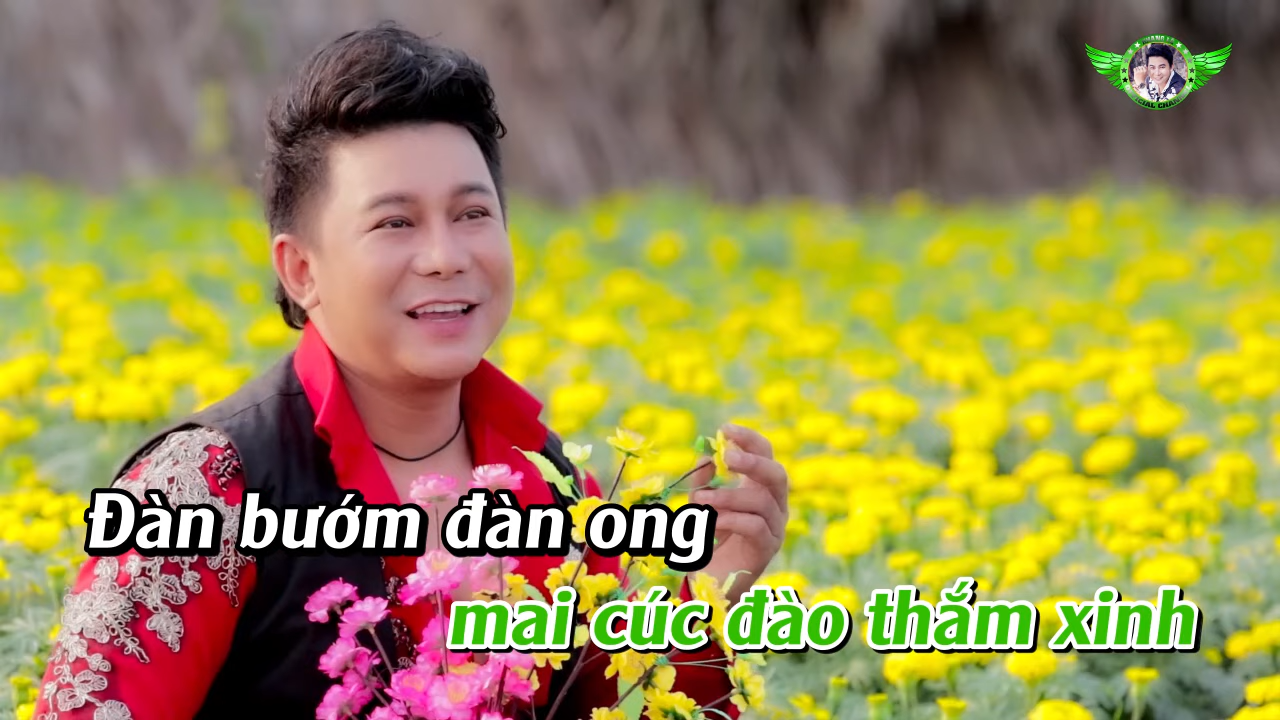 Đàn bướm đàn ong
mai cúc đào thắm xinh